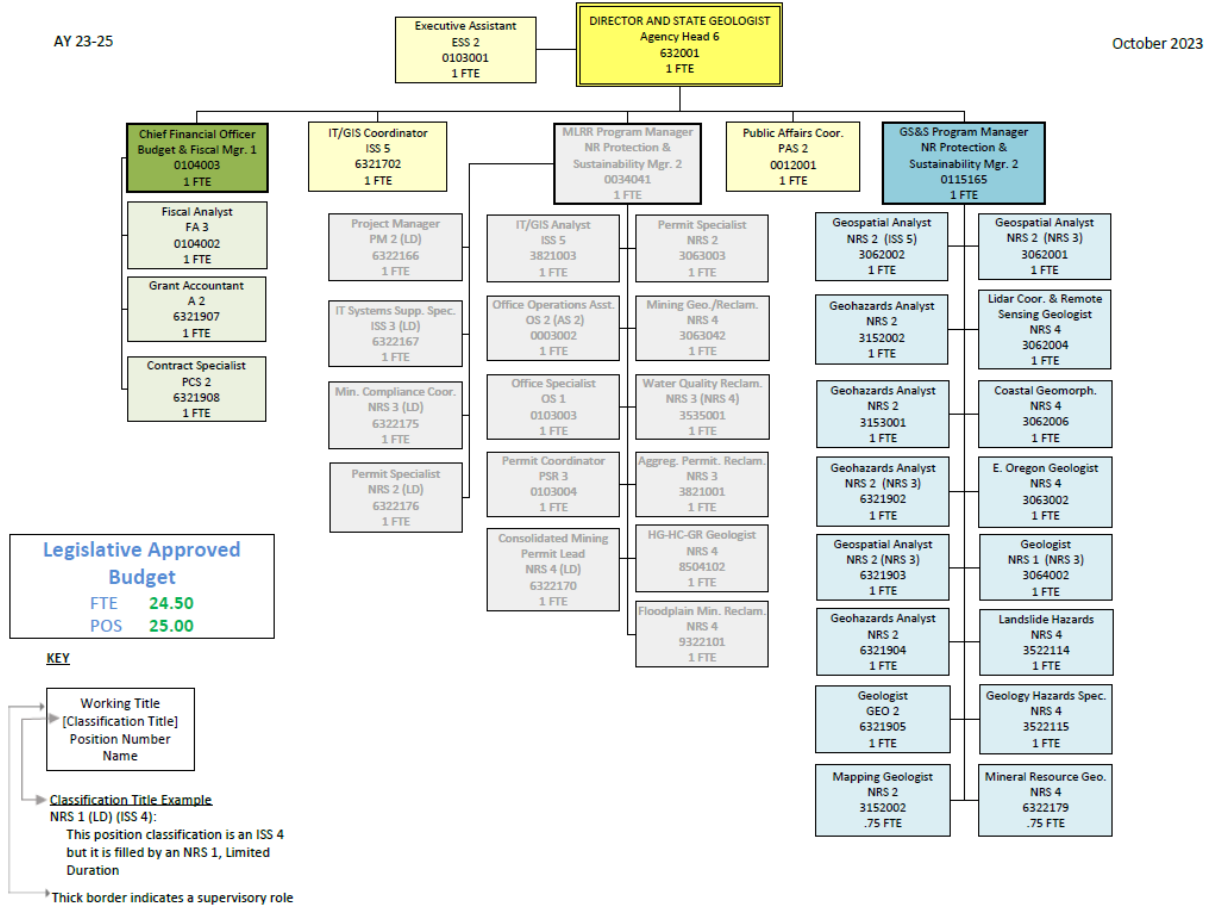 AY 23-25
October 2023
Executive Assistant
ESS 2
0103001
1 FTE
DIRECTOR AND STATE GEOLOGIST
Agency Head 6
632001
1 FTE
Chief Financial Officer
Budget & Fiscal Mgr. 1
0104003
1 FTE
IT/GIS Coordinator
ISS 5
6321702
1 FTE
MLRR Program Manager
NR Protection &
Sustainability Mgr. 2
0034041
1 FTE
Public Affairs Coor.
PAS 2
0012001
1 FTE
GS&S Program Manager
NR Protection &
Sustainability Mgr. 2
0115165
1 FTE
Fiscal Analyst
FA 3
0104002
1 FTE
Grant Accountant
A 2
6321907
1 FTE
Contract Specialist
PCS 2
6321908
1 FTE
Project Manager
PM 2 (LD)
6322166
1 FTE
IT Systems Supp. Spec.
ISS 3 (LD)
6322167
1 FTE
Min. Compliance Coor.
NRS 3 (LD)
6322175
1 FTE
Permit Specialist
NRS 2 (LD)
6322176
1 FTE
IT/GIS Analyst
ISS 5
3821003
1 FTE
Office Operations Asst.
OS 2 (AS 2)
0003002
1 FTE
Office Specialist
OS 1
0103003
1 FTE
Permit Coordinator
PSR 3
0103004
1 FTE
Consolidated Mining
Permit Lead
NRS 4 (LD)
6322170
1 FTE
Permit Specialist
NRS 2
3063003
1 FTE
Mining Geo./Reclam.
NRS 4
3063042
1 FTE
Water Quality Reclam.
NRS 3 (NRS 4)
3535001
1 FTE
Aggreg. Permit. Reclam.
NRS 3
3821001
1 FTE
HG-HC-GR Geologist
NRS 4
8504102
1 FTE
Floodplain Min. Reclam.
NRS 4
9322101
1 FTE
Geospatial Analyst
NRS 2 (ISS 5)
3062002
1 FTE
Geohazards Analyst
NRS 2
3152002
1 FTE
Geohazards Analyst
NRS 2
3153001
1 FTE
Geohazards Analyst
NRS 2 (NRS 3)
6321902
1 FTE
Geospatial Analyst
NRS 2 (NRS 3)
6321903
1 FTE
Geohazards Analyst
NRS 2
6321904
1 FTE
Geologist
GEO 2
6321905
1 FTE
Mapping Geologist
NRS 2
3152002
.75 FTE
Geospatial Analyst
NRS 2 (NRS 3)
3062001
1 FTE
Lidar Coor. & Remote
Sensing Geologist
NRS 4
3062004
1 FTE
Coastal Geomorph.
NRS 4
3062006
1 FTE
E. Oregon Geologist
NRS 4
3063002
1 FTE
Geologist
NRS 1 (NRS 3)
3064002
1 FTE
Landslide Hazards
NRS 4
3522114
1 FTE
Geology Hazards Spec.
NRS 4
3522115
1 FTE
Mineral Resource Geo.
NRS 4
6322179
.75 FTE
Legislative Approved
Budget
FTE 24.50
POS 25.00
KEY
Working Title
[Classification Title]
Position Number
Name
Classification Title Example
NRS 1 (LD) (ISS 4):
This position classification is an ISS 4
but it is filled by an NRS 1, Limited
Duration
Thick border indicates a supervisory role